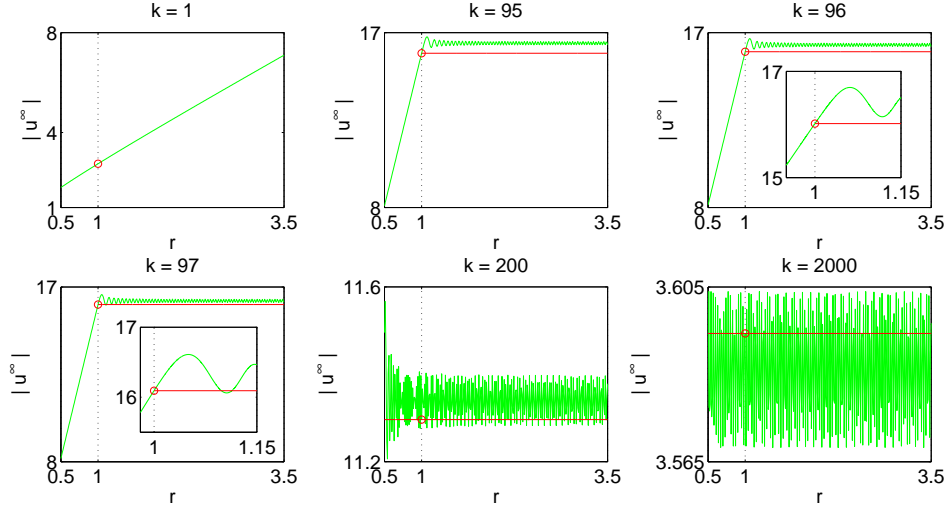 k = 1
8
4
1
0.5 1 3.5
r
| u∞ |
k = 95
17
8
0.5 1 3.5
r
| u∞ |
k = 96
17
8
0.5 1 3.5
r
| u∞ |
17
15
1 1.15
k = 97
17
8
0.5 1 3.5
r
| u∞ |
17
16
1 1.15
k = 200
11.6
11.2
0.5 1 3.5
r
| u∞ |
k = 2000
3.605
3.565
0.5 1 3.5
r
| u∞ |